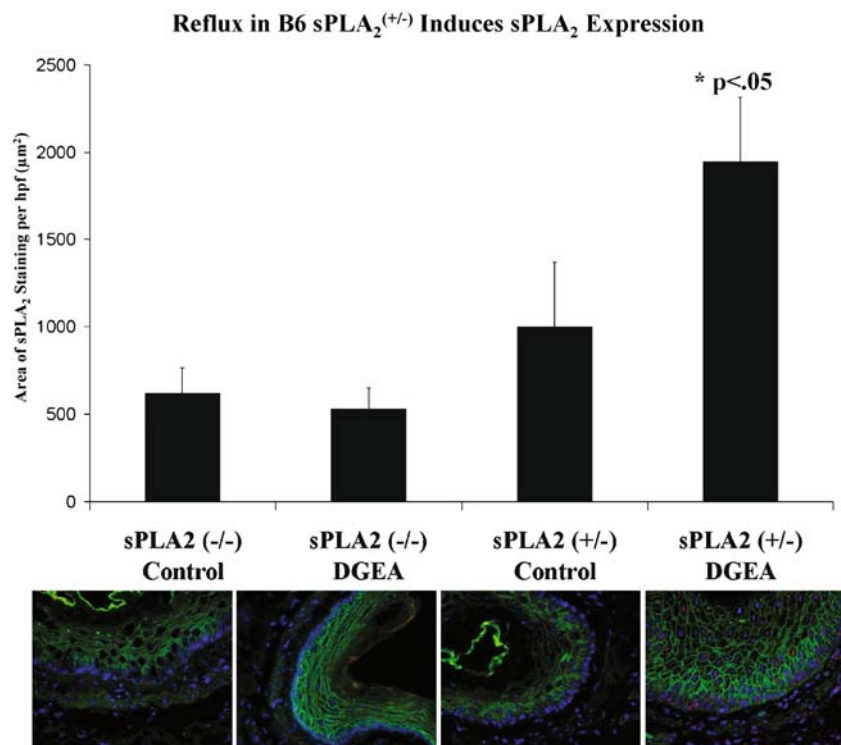 Reflux in B6 sPLA₂⁽⁺/⁻⁾ Induces sPLA₂ Expression
Area of sPLA₂ Staining per hpf (µm²)
2500
2000
1500
1000
500
0
* p<.05
sPLA2 (-/-) Control
sPLA2 (-/-) DGEA
sPLA2 (+/-) Control
sPLA2 (+/-) DGEA